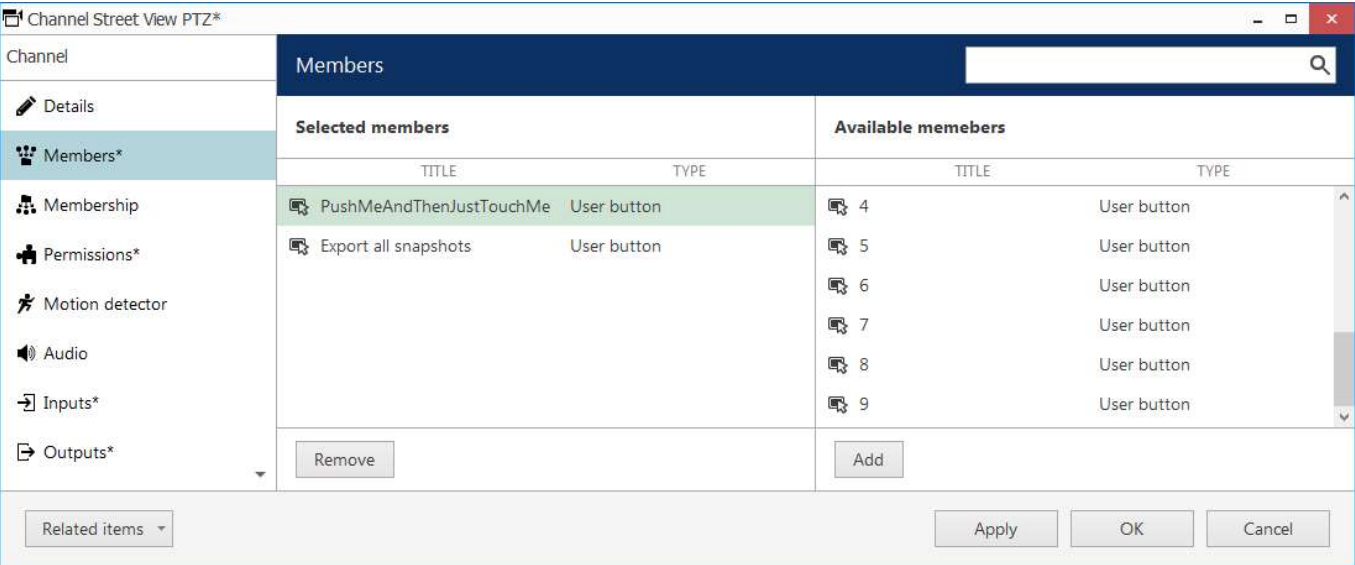 Channel Street View PTZ*
Channel
Members
Details
Members*
Membership
Permissions*
Motion detector
Audio
Inputs*
Outputs*
Selected members
TITLE TYPE
PushMeAndThenJustTouchMe User button
Export all snapshots User button
Remove
Available memebers
TITLE TYPE
4 User button
5 User button
6 User button
7 User button
8 User button
9 User button
Add
Related items
Apply OK Cancel